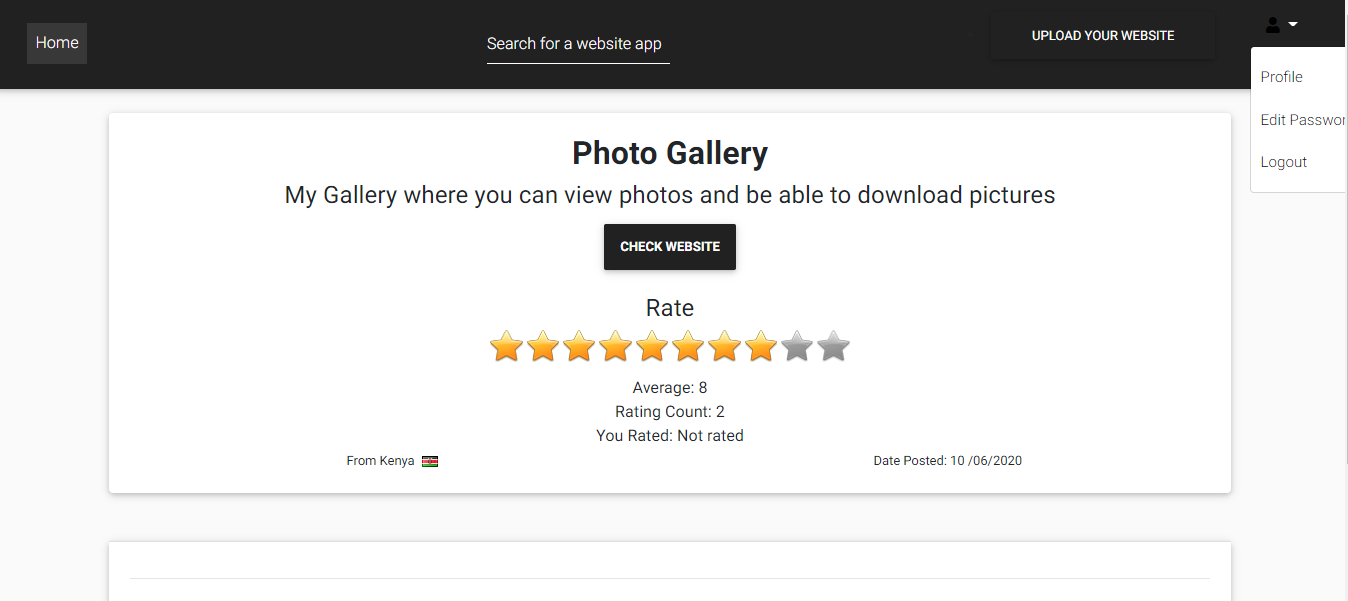 Home
Search for a website app
UPLOAD YOUR WEBSITE
Profile
Edit Passwor
Logout
Photo Gallery
My Gallery where you can view photos and be able to download pictures
CHECK WEBSITE
Rate
Average: 8
Rating Count: 2
You Rated: Not rated
From Kenya
Date Posted: 10 /06/2020